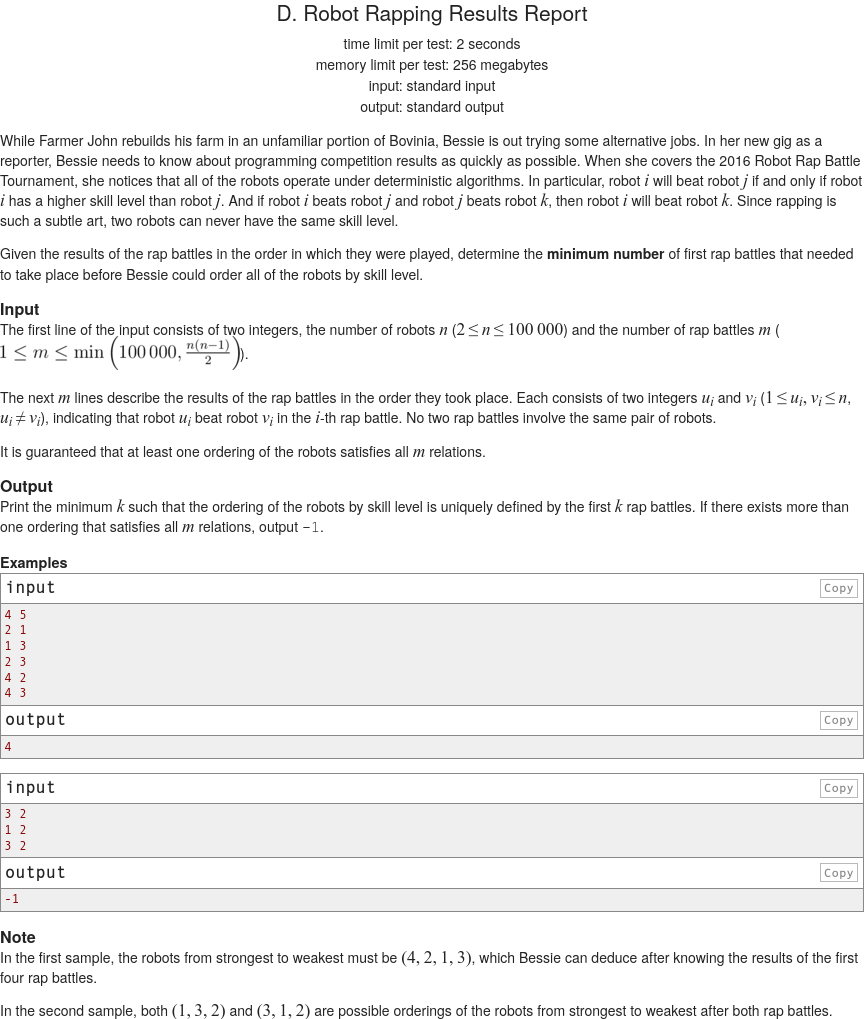 D. Robot Rapping Results Report
time limit per test: 2 seconds
memory limit per test: 256 megabytes
input: standard input
output: standard output
While Farmer John rebuilds his farm in an unfamiliar portion of Bovinia, Bessie is out trying some alternative jobs. In her new gig as a
reporter, Bessie needs to know about programming competition results as quickly as possible. When she covers the 2016 Robot Rap Battle
Tournament, she notices that all of the robots operate under deterministic algorithms. In particular, robot i will beat robot j if and only if robot
i has a higher skill level than robot j. And if robot i beats robot j and robot j beats robot k, then robot i will beat robot k. Since rapping is
such a subtle art, two robots can never have the same skill level.
Given the results of the rap battles in the order in which they were played, determine the minimum number of first rap battles that needed
to take place before Bessie could order all of the robots by skill level.
Input
The first line of the input consists of two integers, the number of robots n (2 ≤ n ≤ 100 000) and the number of rap battles m (
1 ≤ m ≤ min (100 000, n(n−1)/2)).
The next m lines describe the results of the rap battles in the order they took place. Each consists of two integers u_i and v_i (1 ≤ u_i, v_i ≤ n,
u_i ≠ v_i), indicating that robot u_i beat robot v_i in the i-th rap battle. No two rap battles involve the same pair of robots.
It is guaranteed that at least one ordering of the robots satisfies all m relations.
Output
Print the minimum k such that the ordering of the robots by skill level is uniquely defined by the first k rap battles. If there exists more than
one ordering that satisfies all m relations, output -1.
Examples
input Copy
4 5
2 1
1 3
2 3
4 2
4 3
output Copy
4
input Copy
3 2
1 2
3 2
output Copy
-1
Note
In the first sample, the robots from strongest to weakest must be (4, 2, 1, 3), which Bessie can deduce after knowing the results of the first
four rap battles.
In the second sample, both (1, 3, 2) and (3, 1, 2) are possible orderings of the robots from strongest to weakest after both rap battles.